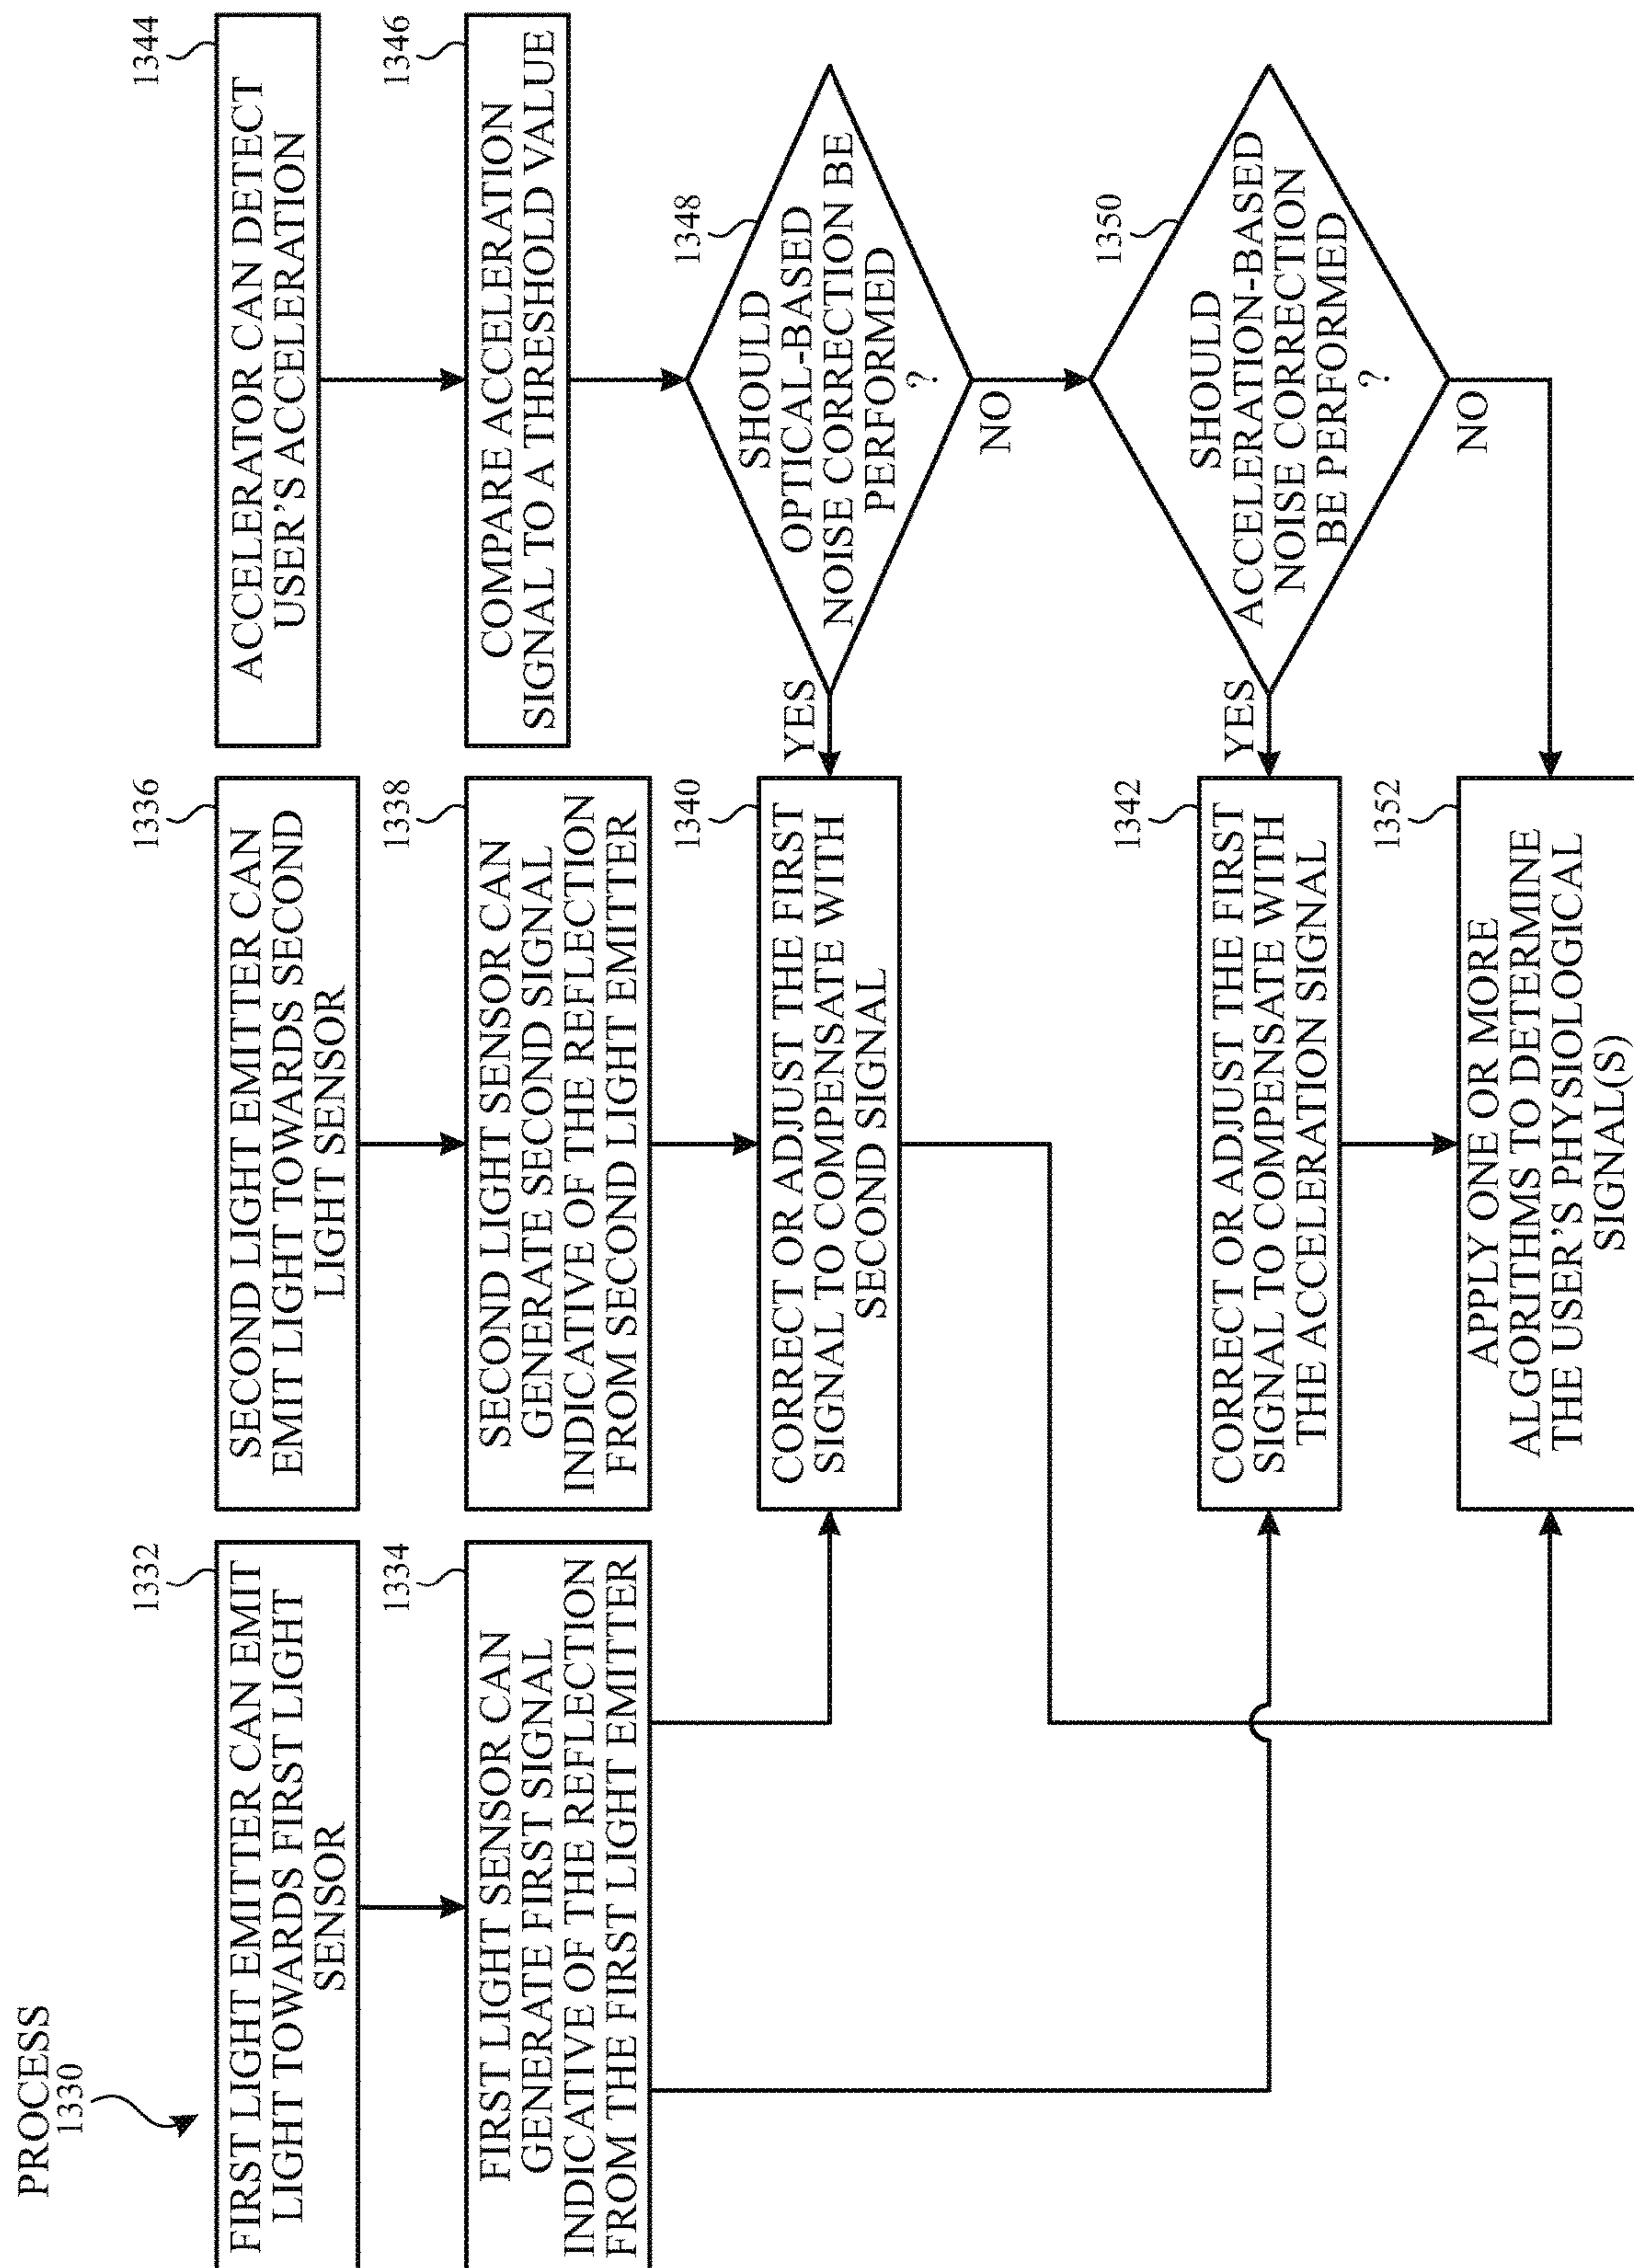 PROCESS
1330
1332
FIRST LIGHT EMITTER CAN EMIT
LIGHT TOWARDS FIRST LIGHT
SENSOR
1334
FIRST LIGHT SENSOR CAN
GENERATE FIRST SIGNAL
INDICATIVE OF THE REFLECTION
FROM THE FIRST LIGHT EMITTER
1336
SECOND LIGHT EMITTER CAN
EMIT LIGHT TOWARDS SECOND
LIGHT SENSOR
1338
SECOND LIGHT SENSOR CAN
GENERATE SECOND SIGNAL
INDICATIVE OF THE REFLECTION
FROM SECOND LIGHT EMITTER
1340
CORRECT OR ADJUST THE FIRST
SIGNAL TO COMPENSATE WITH
SECOND SIGNAL
1342
CORRECT OR ADJUST THE FIRST
SIGNAL TO COMPENSATE WITH
THE ACCELERATION SIGNAL
1352
APPLY ONE OR MORE
ALGORITHMS TO DETERMINE
THE USER'S PHYSIOLOGICAL
SIGNAL(S)
1344
ACCELERATOR CAN DETECT
USER'S ACCELERATION
1346
COMPARE ACCELERATION
SIGNAL TO A THRESHOLD VALUE
1348
SHOULD
OPTICAL-BASED
NOISE CORRECTION BE
PERFORMED
?
YES
NO
1350
SHOULD
ACCELERATION-BASED
NOISE CORRECTION
BE PERFORMED
?
YES
NO